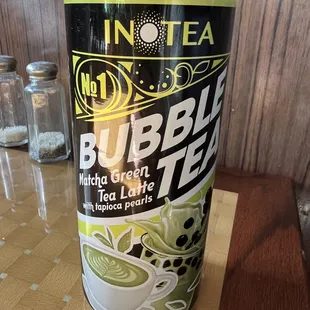 INOTEA
No1
BUBBLE
TEA
Matcha Green
Tea Latte
with tapioca pearls